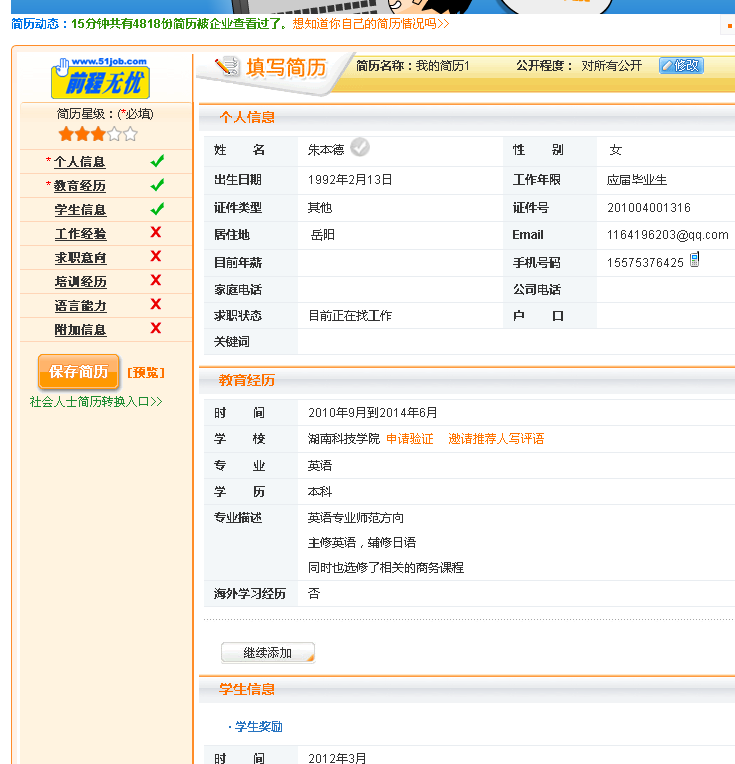 简历动态：15分钟共有4818份简历被企业查看过了。想知道你自己的简历情况吗>>
www.51job.com
前程无忧
填写简历 简历名称：我的简历1 公开程度： 对所有公开 修改
简历星级：(*必填)
*个人信息
*教育经历
学生信息
工作经验
求职意向
培训经历
语言能力
附加信息
保存简历 [预览]
社会人士简历转换入口>>
个人信息
姓 名 朱本德 性 别 女
出生日期 1992年2月13日 工作年限 应届毕业生
证件类型 其他 证件号 201004001316
居住地 岳阳 Email 1164196203@qq.com
目前年薪 手机号码 15575376425
家庭电话 公司电话
求职状态 目前正在找工作 户 口
关键词
教育经历
时 间 2010年9月到2014年6月
学 校 湖南科技学院 申请验证 邀请推荐人写评语
专 业 英语
学 历 本科
专业描述 英语专业师范方向
主修英语，辅修日语
同时也选修了相关的商务课程
海外学习经历 否
继续添加
学生信息
·学生奖励
时 间 2012年3月